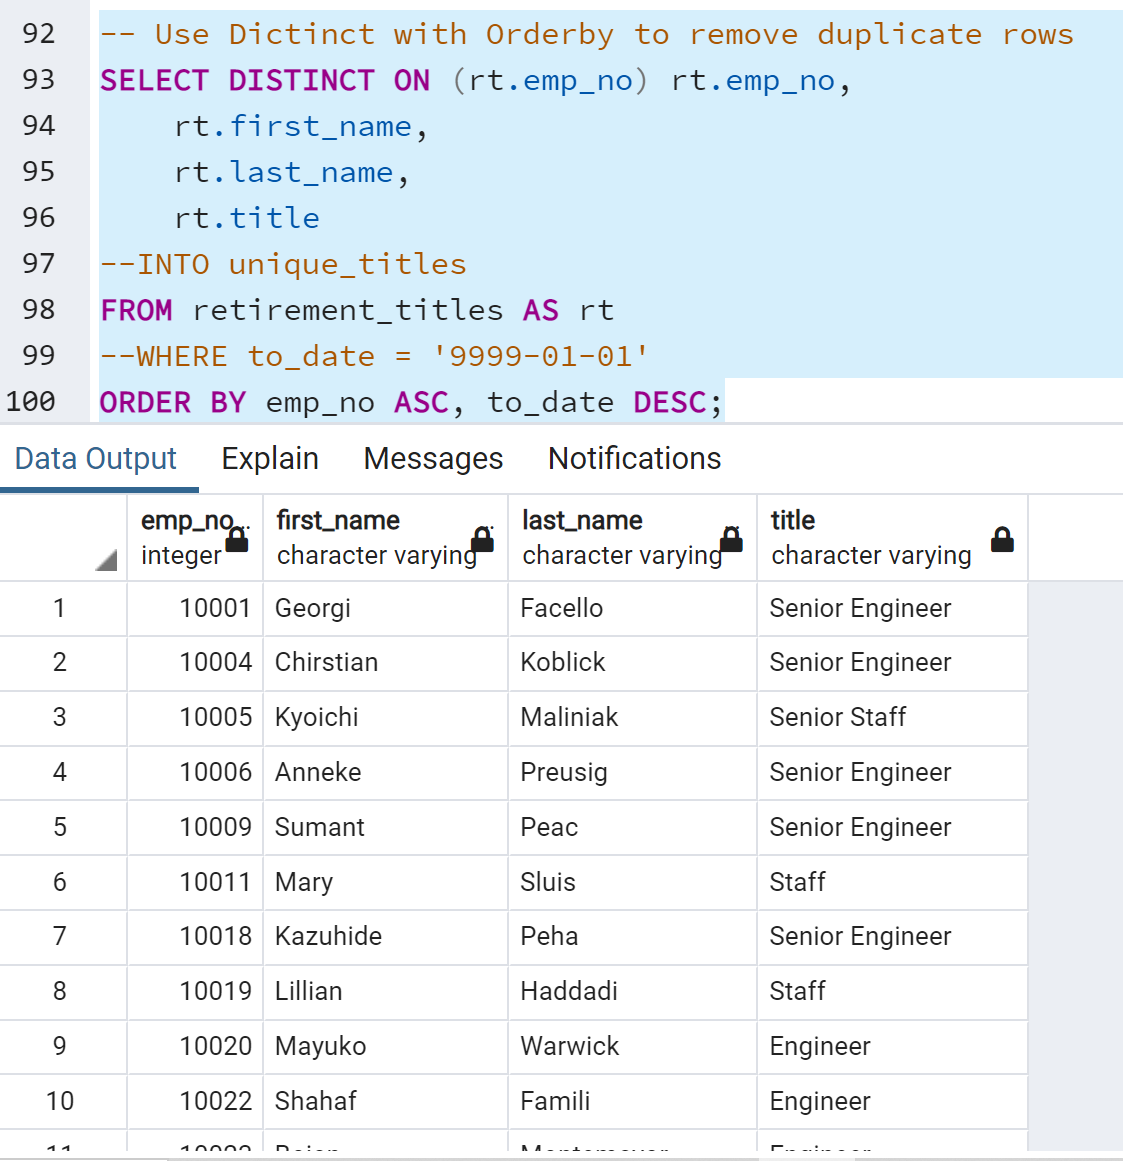 92 -- Use Dictinct with Orderby to remove duplicate rows
93 SELECT DISTINCT ON (rt.emp_no) rt.emp_no,
94 rt.first_name,
95 rt.last_name,
96 rt.title
97 --INTO unique_titles
98 FROM retirement_titles AS rt
99 --WHERE to_date = '9999-01-01'
100 ORDER BY emp_no ASC, to_date DESC;
Data Output Explain Messages Notifications
emp_no.. first_name last_name title
integer character varying character varying character varying
1 10001 Georgi Facello Senior Engineer
2 10004 Chirstian Koblick Senior Engineer
3 10005 Kyoichi Maliniak Senior Staff
4 10006 Anneke Preusig Senior Engineer
5 10009 Sumant Peac Senior Engineer
6 10011 Mary Sluis Staff
7 10018 Kazuhide Peha Senior Engineer
8 10019 Lillian Haddadi Staff
9 10020 Mayuko Warwick Engineer
10 10022 Shahaf Famili Engineer